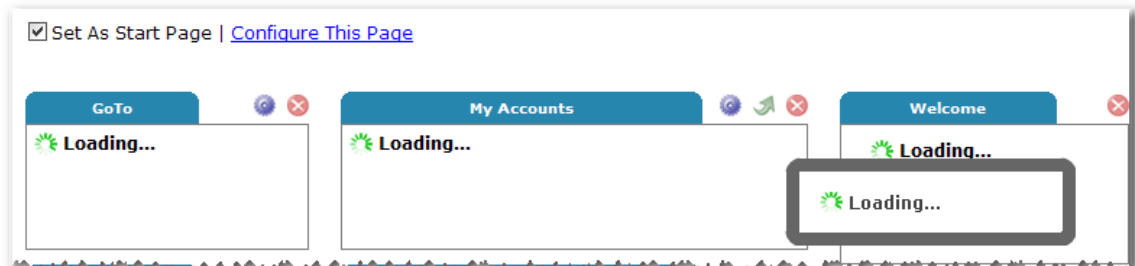 Set As Start Page | Configure This Page
GoTo
My Accounts
Welcome
Loading...
Loading...
Loading...
Loading...